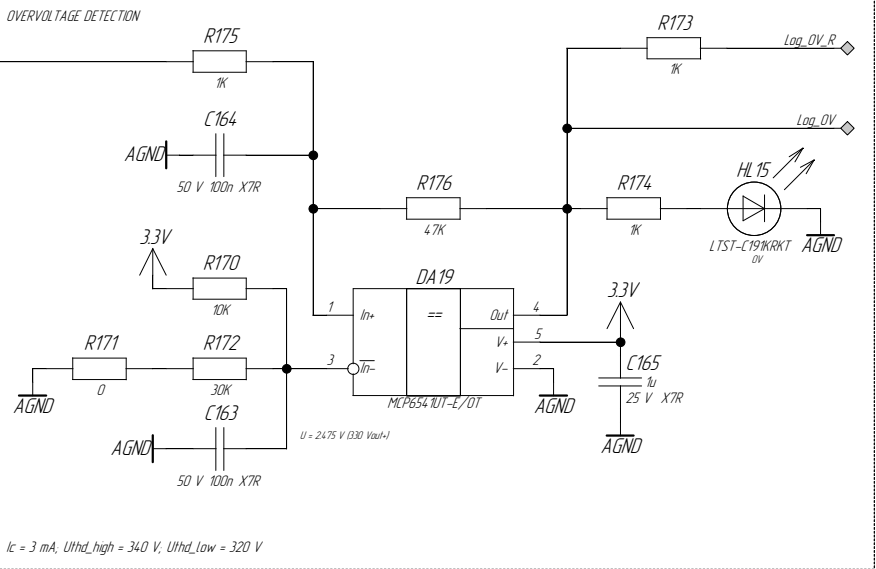 OVERVOLTAGE DETECTION
R175
1K
R173
1K
Log_OV_R
Log_OV
C164
AGND
50 V 100n X7R
R176
47K
R174
1K
HL15
LTST-C191KRKT
OV
AGND
3.3V
R170
10K
DA19
1
In+
==
Out
4
V+
5
V-
2
3
In-
MCP6541UT-E/OT
AGND
3.3V
C165
1u
25 V X7R
AGND
R171
0
R172
30K
AGND
C163
AGND
50 V 100n X7R
U = 2.475 V (330 Vout+)
Ic = 3 mA; Uthd_high = 340 V; Uthd_low = 320 V